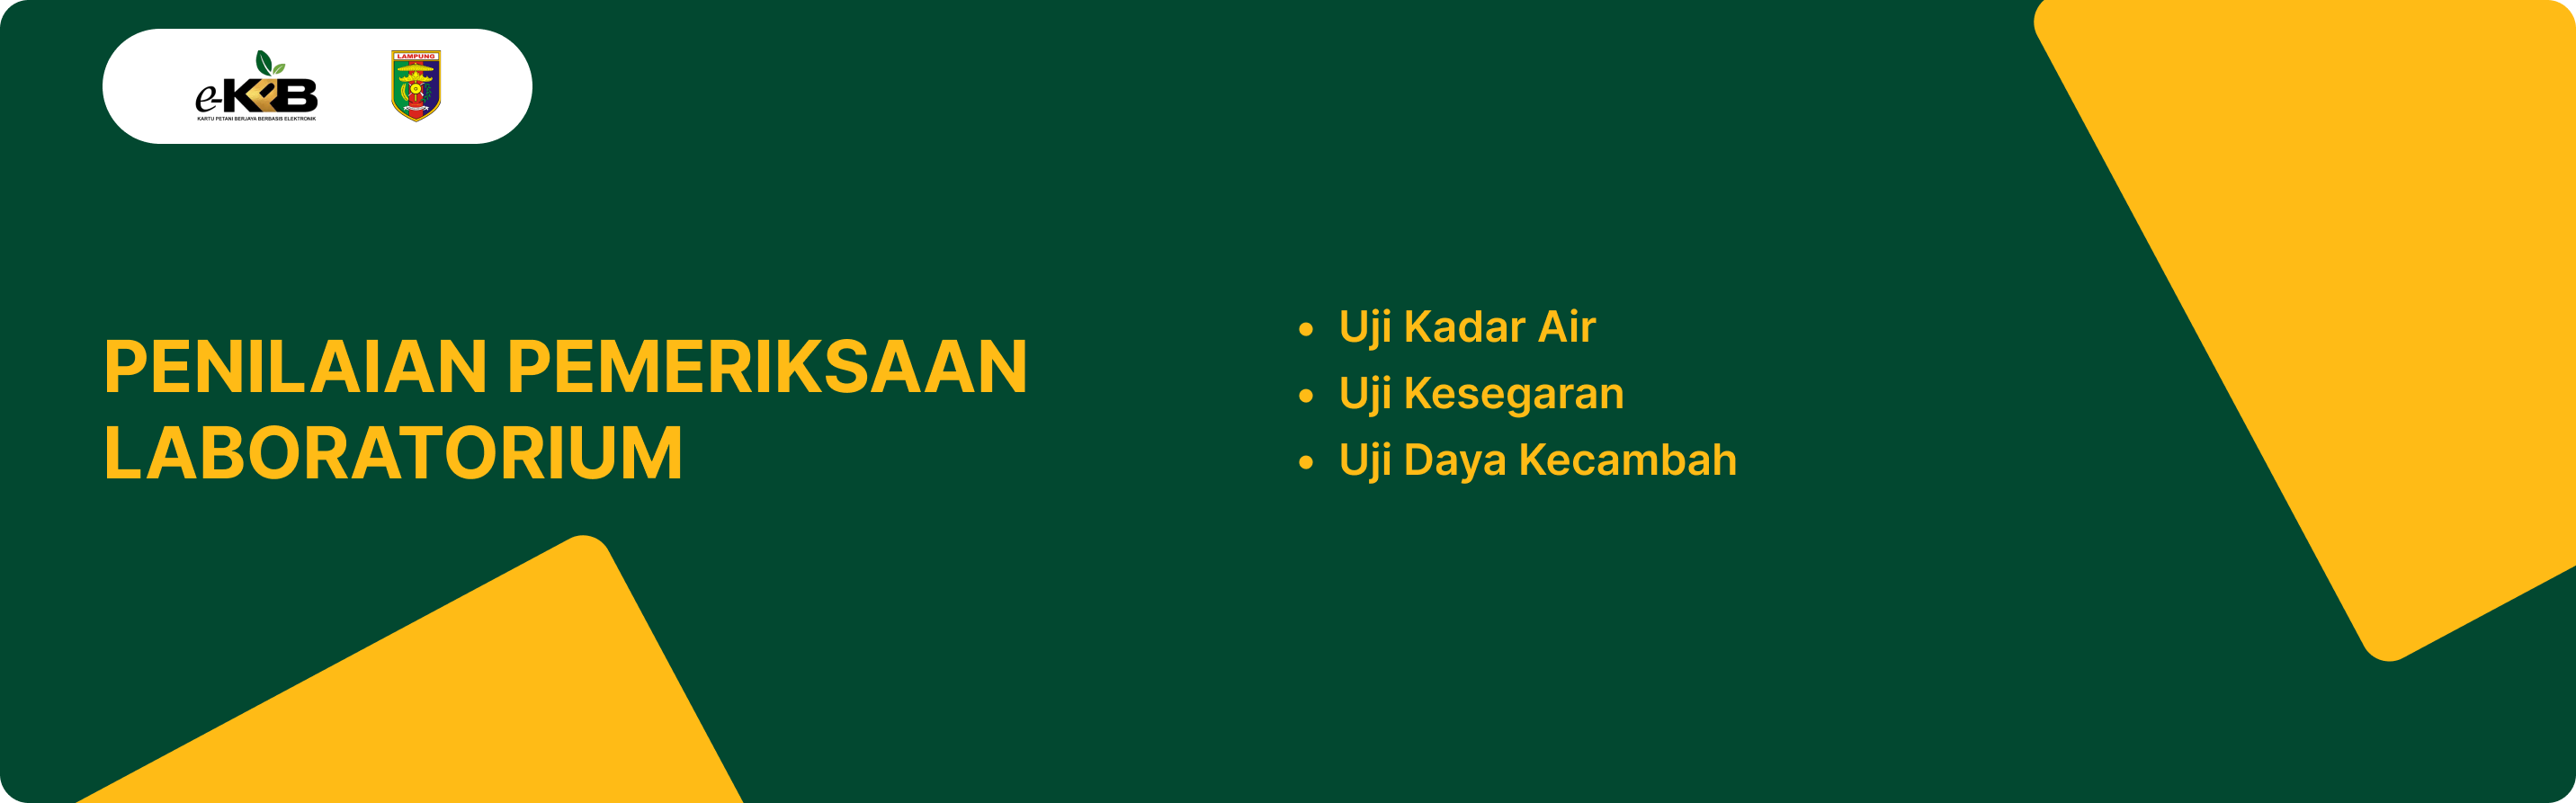 e-KPB
KARTU PETANI BERJAYA BERBASIS ELEKTRONIK
LAMPUNG
PENILAIAN PEMERIKSAAN
LABORATORIUM
• Uji Kadar Air
• Uji Kesegaran
• Uji Daya Kecambah